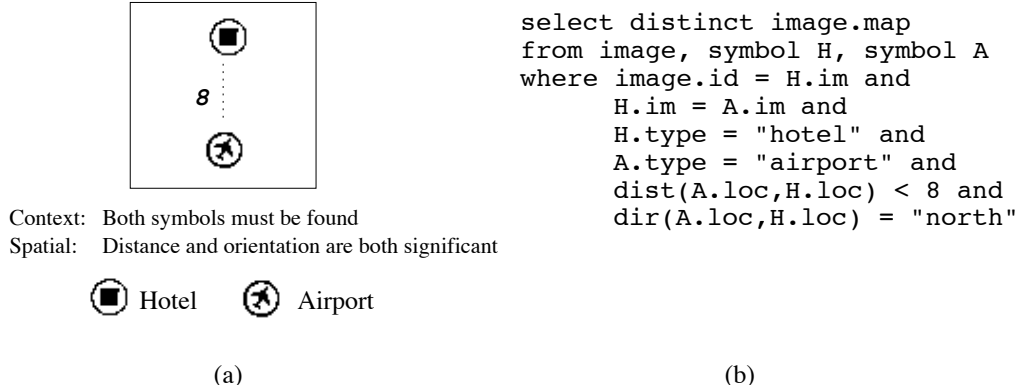 8
Context: Both symbols must be found
Spatial: Distance and orientation are both significant
Hotel Airport
(a)
select distinct image.map
from image, symbol H, symbol A
where image.id = H.im and
H.im = A.im and
H.type = "hotel" and
A.type = "airport" and
dist(A.loc,H.loc) < 8 and
dir(A.loc,H.loc) = "north"
(b)